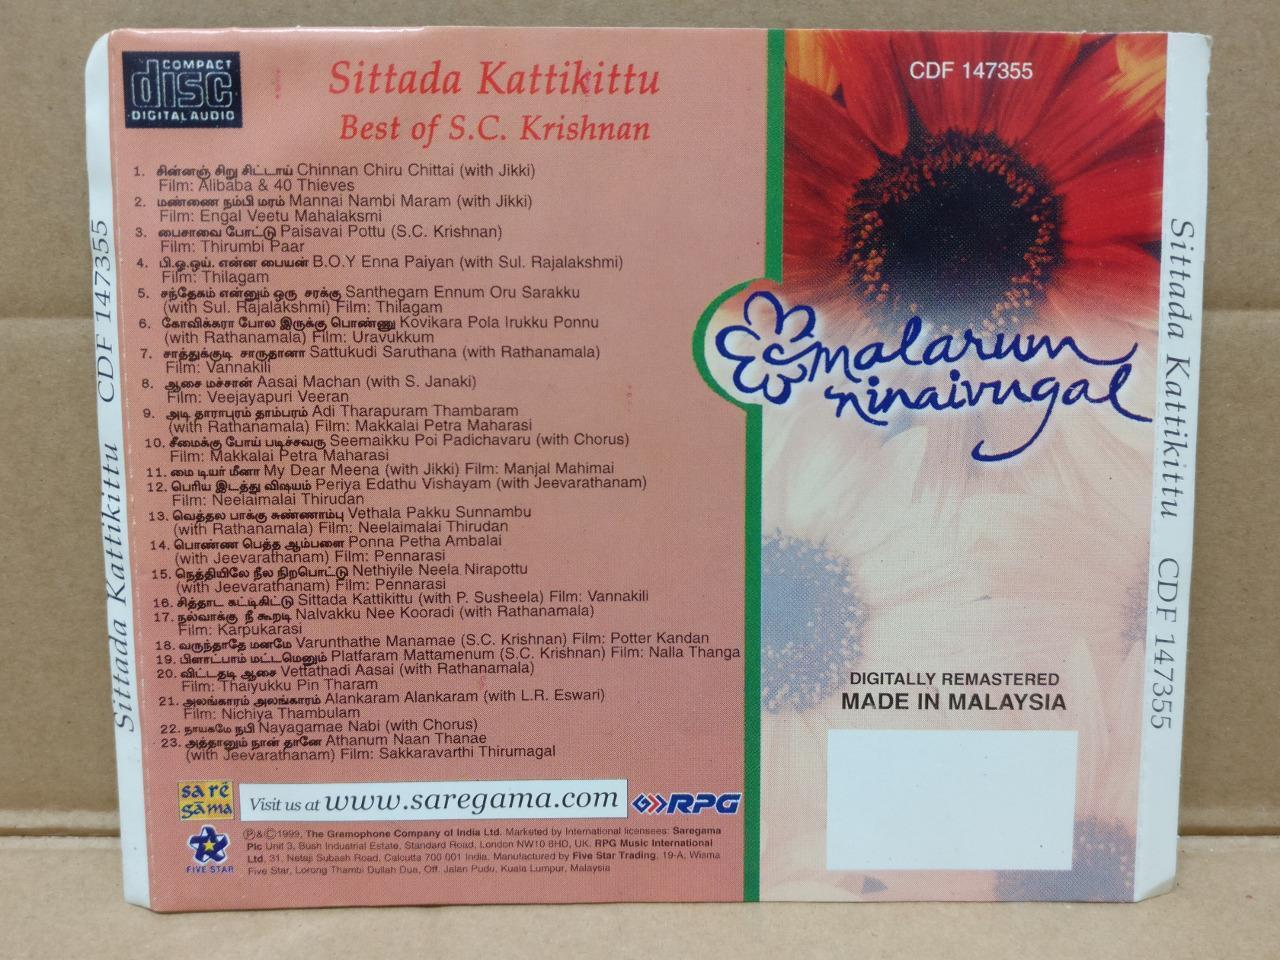 COMPACT
disc
DIGITAL AUDIO
Sittada Kattikittu
Best of S.C. Krishnan
1. சின்னஞ் சிறு சிட்டாய் Chinnan Chiru Chittai (with Jikki)
Film: Alibaba & 40 Thieves
2. மண்ணை நம்பி மரம் Mannai Nambi Maram (with Jikki)
Film: Engal Veetu Mahalaksmi
3. பைசாவை போட்டு Paisavai Pottu (S.C. Krishnan)
Film: Thirumbi Paar
4. பி.ஓ.ஒய். என்ன பையன் B.O.Y Enna Paiyan (with Sul. Rajalakshmi)
Film: Thilagam
5. சந்தேகம் என்னும் ஒரு சரக்கு Santhegam Ennum Oru Sarakku
(with Sul. Rajalakshmi) Film: Thilagam
6. கோவிக்கரா போல இருக்கு பொண்ணு Kovikara Pola Irukku Ponnu
(with Rathanamala) Film: Uravukkum
7. சாத்துக்குடி சாருதானா Sattukudi Saruthana (with Rathanamala)
Film: Vannakili
8. ஆசை மச்சான் Aasai Machan (with S. Janaki)
Film: Veejayapuri Veeran
9. அடி தாராபுரம் தாம்பரம் Adi Tharapuram Thambaram
(with Rathanamala) Film: Makkalai Petra Maharasi
10. சீமைக்கு போய் படிச்சவரு Seemaikku Poi Padichavaru (with Chorus)
Film: Makkalai Petra Maharasi
11. மை டியர் மீனா My Dear Meena (with Jikki) Film: Manjal Mahimai
12. பெரிய இடத்து விஷயம் Periya Edathu Vishayam (with Jeevarathanam)
Film: Neelaimalai Thirudan
13. வெத்தல பாக்கு சுண்ணாம்பு Vethala Pakku Sunnambu
(with Rathanamala) Film: Neelaimalai Thirudan
14. பொண்ண பெத்த ஆம்பளை Ponna Petha Ambalai
(with Jeevarathanam) Film: Pennarasi
15. நெத்தியிலே நீல நிறபொட்டு Nethiyile Neela Nirapottu
(with Jeevarathanam) Film: Pennarasi
16. சித்தாட கட்டிகிட்டு Sittada Kattikittu (with P. Susheela) Film: Vannakili
17. நல்வாக்கு நீ கூறடி Nalvakku Nee Kooradi (with Rathanamala)
Film: Karpukarasi
18. வருந்தாதே மனமே Varunthathe Manamae (S.C. Krishnan) Film: Potter Kandan
19. பிளாட்பாம் மட்டமெனும் Platfaram Mattamenum (S.C. Krishnan) Film: Nalla Thanga
20. விட்டதடி ஆசை Vettathadi Aasai (with Rathanamala)
Film: Thaiyukku Pin Tharam
21. அலங்காரம் அலங்காரம் Alankaram Alankaram (with L.R. Eswari)
Film: Nichiya Thambulam
22. நாயகமே நபி Nayagamae Nabi (with Chorus)
23. அத்தானும் நான் தானே Athanum Naan Thanae
(with Jeevarathanam) Film: Sakkaravarthi Thirumagal
sa rē
gāma
Visit us at www.saregama.com
RPG
FIVE STAR
Ⓟ&Ⓒ1999, The Gramophone Company of India Ltd. Marketed by International licensees: Saregama
Plc Unit 3, Bush Industrial Estate, Standard Road, London NW10 8HD, UK. RPG Music International
Ltd. 31, Netaji Subash Road, Calcutta 700 001 India. Manufactured by Five Star Trading, 19-A, Wisma
Five Star, Lorong Thambi Dullah Dua, Off. Jalan Pudu, Kuala Lumpur, Malaysia
CDF 147355
malarum
ninaivugal
DIGITALLY REMASTERED
MADE IN MALAYSIA
Sittada Kattikittu CDF 147355
Sittada Kattikittu CDF 147355